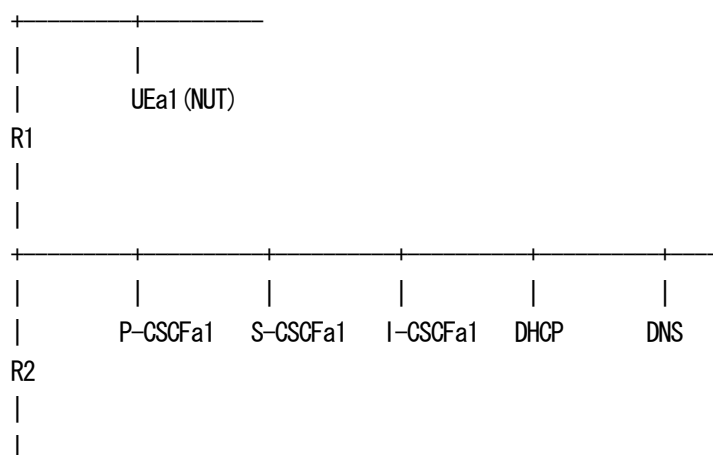 UEa1(NUT)
R1
P-CSCFa1 S-CSCFa1 I-CSCFa1 DHCP DNS
R2